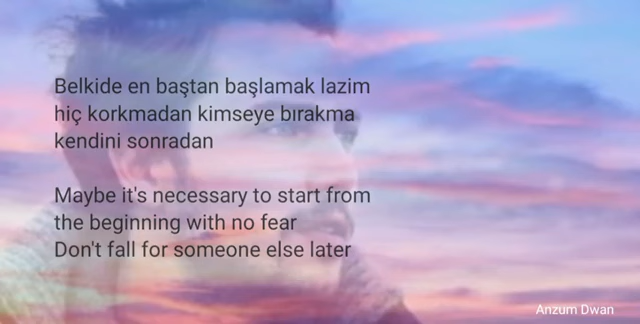 Belkide en baştan başlamak lazim
hiç korkmadan kimseye bırakma
kendini sonradan
Maybe it's necessary to start from
the beginning with no fear
Don't fall for someone else later
Anzum Dwan